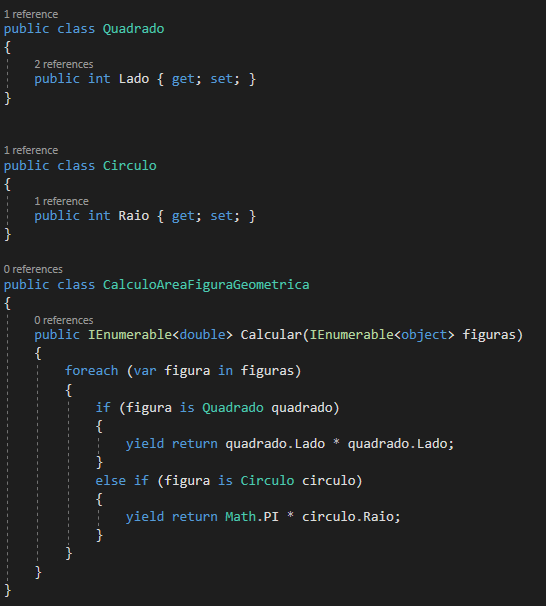 1 reference
public class Quadrado
{
2 references
public int Lado { get; set; }
}
1 reference
public class Circulo
{
1 reference
public int Raio { get; set; }
}
0 references
public class CalculoAreaFiguraGeometrica
{
0 references
public IEnumerable<double> Calcular(IEnumerable<object> figuras)
{
foreach (var figura in figuras)
{
if (figura is Quadrado quadrado)
{
yield return quadrado.Lado * quadrado.Lado;
}
else if (figura is Circulo circulo)
{
yield return Math.PI * circulo.Raio;
}
}
}
}